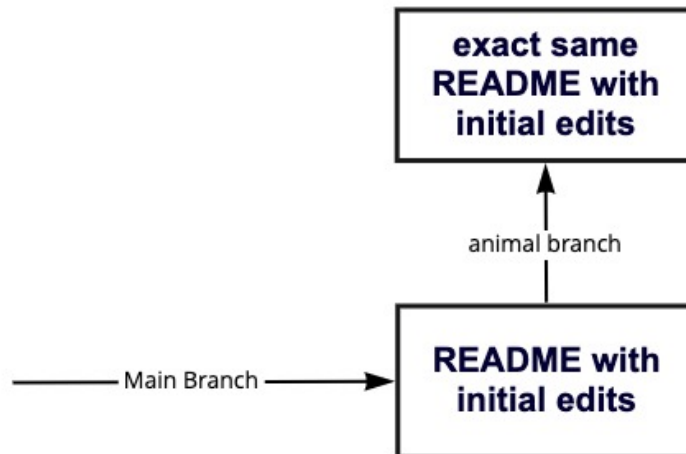 exact same
README with
initial edits
animal branch
Main Branch
README with
initial edits